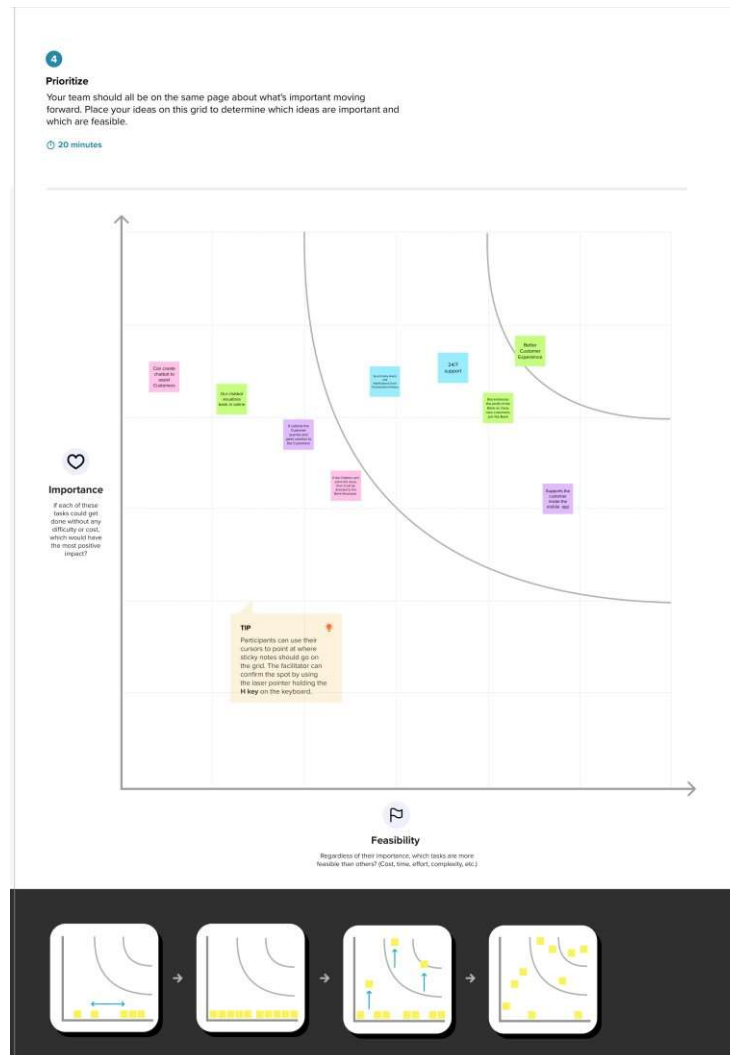 4
Prioritize
Your team should all be on the same page about what's important moving
forward. Place your ideas on this grid to determine which ideas are important and
which are feasible.
20 minutes
Better
Customer
Experience
24/7
support
Can create
chatbot to
assist
Customers
Supports the
customer
inside the
mobile app
Importance
If each of these
tasks could get
done without any
difficulty or cost,
which would have
the most positive
impact?
TIP
Participants can use their
cursors to point at where
sticky notes should go on
the grid. The facilitator can
confirm the spot by using
the laser pointer holding the
H key on the keyboard.
Feasibility
Regardless of their importance, which tasks are more
feasible than others? (Cost, time, effort, complexity, etc.)